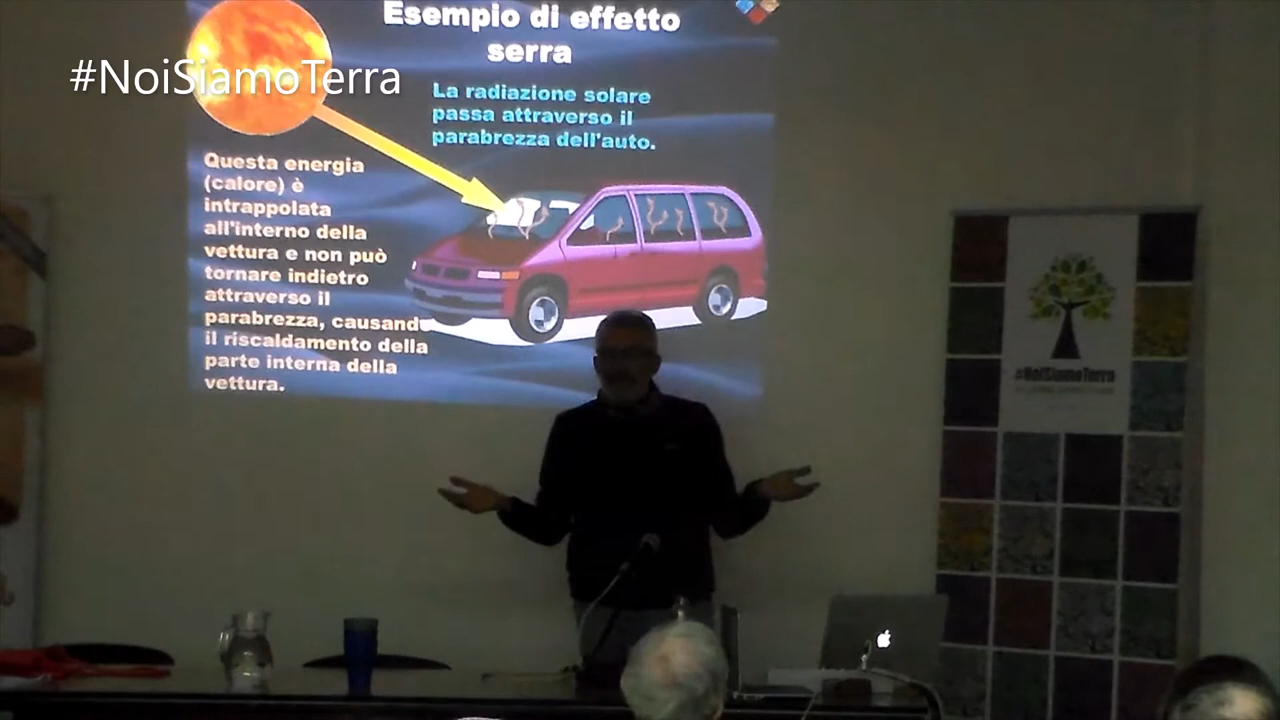 #NoiSiamoTerra
Esempio di effetto
serra
La radiazione solare
passa attraverso il
parabrezza dell'auto.
Questa energia
(calore) è
intrappolata
all'interno della
vettura e non può
tornare indietro
attraverso il
parabrezza, causando
il riscaldamento della
parte interna della
vettura.
#NoiSiamoTerra